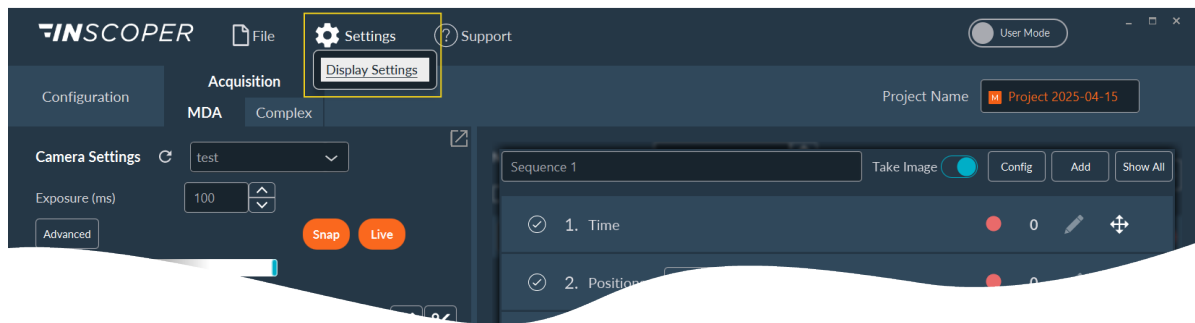 INSCOPER File Settings ? Support User Mode
Display Settings
Configuration Acquisition Project Name M Project 2025-04-15
MDA Complex
Camera Settings test
Sequence 1 Take Image Config Add Show All
Exposure (ms) 100
1. Time 0
Advanced Snap Live
2. Position